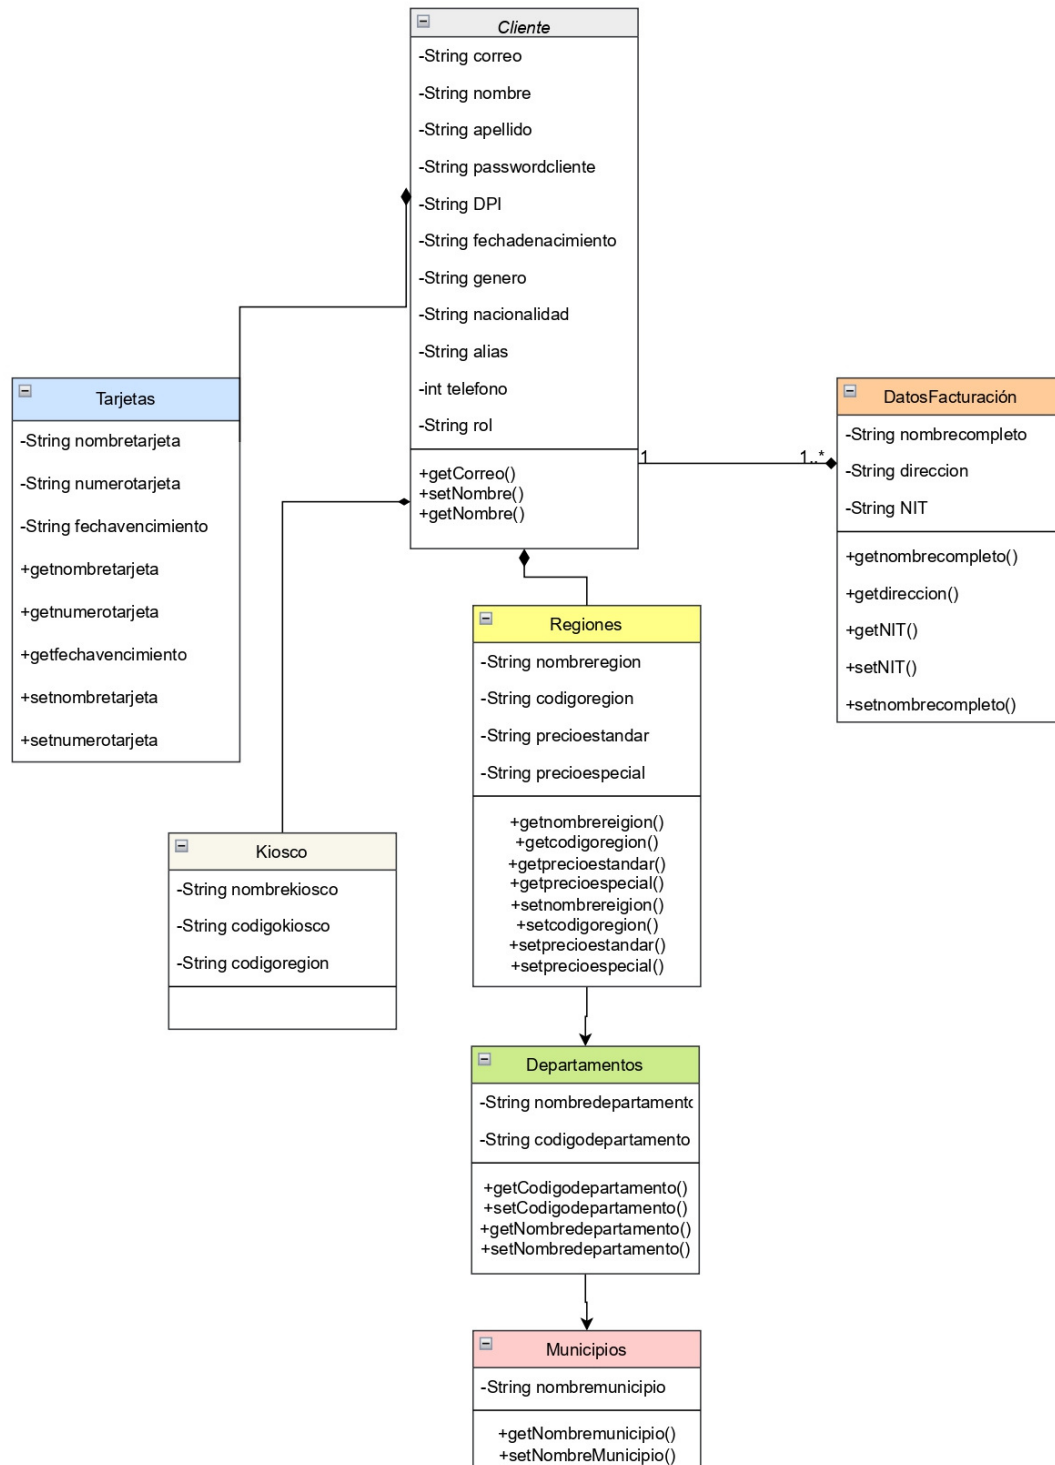 Cliente
-String correo
-String nombre
-String apellido
-String passwordcliente
-String DPI
-String fechadenacimiento
-String genero
-String nacionalidad
-String alias
-int telefono
-String rol
+getCorreo()
+setNombre()
+getNombre()
1
1..*
Tarjetas
-String nombretarjeta
-String numerotarjeta
-String fechavencimiento
+getnombretarjeta
+getnumerotarjeta
+getfechavencimiento
+setnombretarjeta
+setnumerotarjeta
DatosFacturación
-String nombrecompleto
-String direccion
-String NIT
+getnombrecompleto()
+getdireccion()
+getNIT()
+setNIT()
+setnombrecompleto()
Regiones
-String nombreregion
-String codigoregion
-String precioestandar
-String precioespecial
+getnombrereigion()
+getcodigoregion()
+getprecioestandar()
+getprecioespecial()
+setnombrereigion()
+setcodigoregion()
+setprecioestandar()
+setprecioespecial()
Kiosco
-String nombrekiosco
-String codigokiosco
-String codigoregion
Departamentos
-String nombredepartamento
-String codigodepartamento
+getCodigodepartamento()
+setCodigodepartamento()
+getNombredepartamento()
+setNombredepartamento()
Municipios
-String nombremunicipio
+getNombremunicipio()
+setNombreMunicipio()